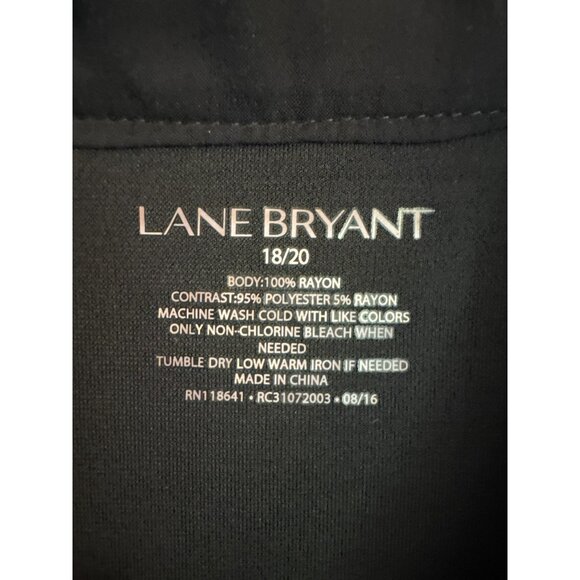 LANE BRYANT
18/20
BODY:100% RAYON
CONTRAST:95% POLYESTER 5% RAYON
MACHINE WASH COLD WITH LIKE COLORS
ONLY NON-CHLORINE BLEACH WHEN
NEEDED
TUMBLE DRY LOW WARM IRON IF NEEDED
MADE IN CHINA
RN118641 • RC31072003 • 08/16